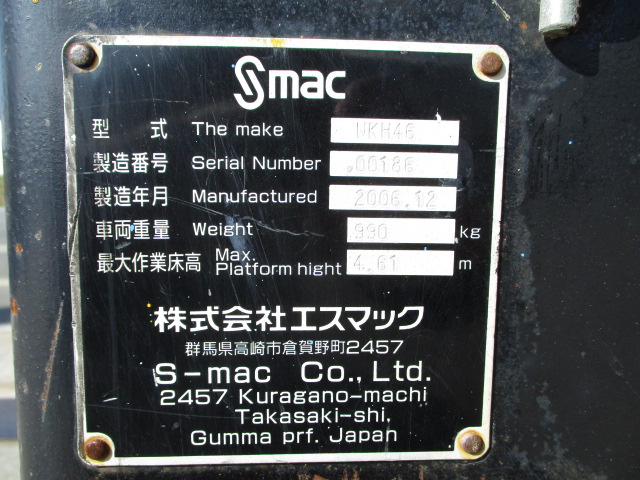 Smac
型 式 The make NKH46
製造番号 Serial Number 00186
製造年月 Manufactured 2006.12
車両重量 Weight 990 kg
最大作業床高 Max. Platform hight 4.61 m
株式会社エスマック
群馬県高崎市倉賀野町2457
S-mac Co., Ltd.
2457 Kuragano-machi
Takasaki-shi.
Gumma prf. Japan